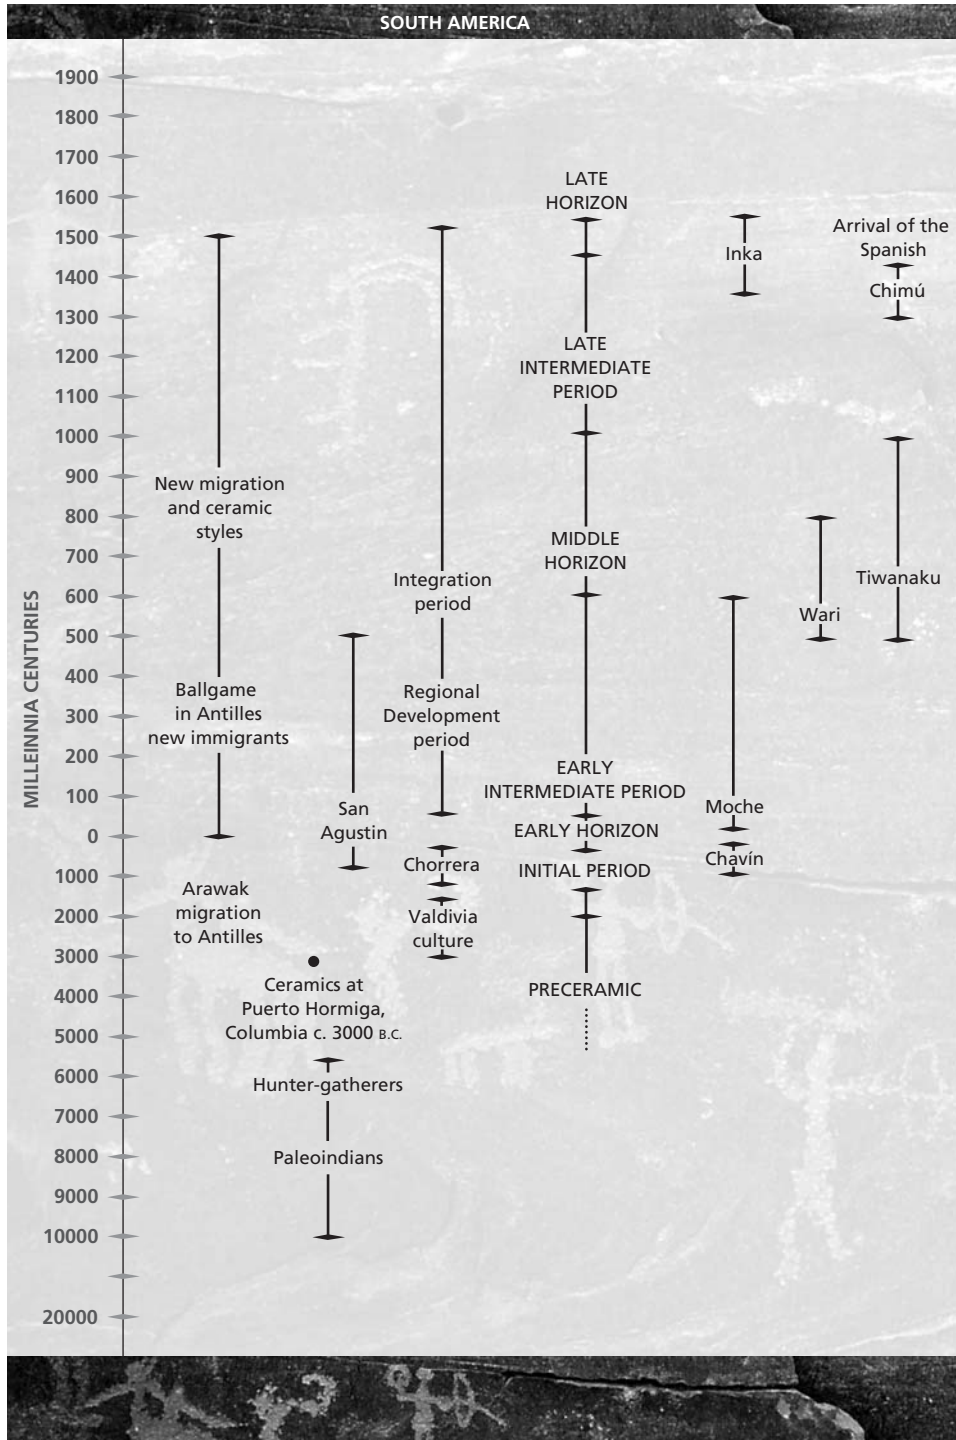 SOUTH AMERICA
MILLEINNIA CENTURIES
1900
1800
1700
1600
1500
1400
1300
1200
1100
1000
900
800
700
600
500
400
300
200
100
0
1000
2000
3000
4000
5000
6000
7000
8000
9000
10000
20000
New migration
and ceramic
styles
Ballgame
in Antilles
new immigrants
Arawak
migration
to Antilles
San
Agustin
Ceramics at
Puerto Hormiga,
Columbia c. 3000 B.C.
Hunter-gatherers
Paleoindians
Integration
period
Regional
Development
period
Chorrera
Valdivia
culture
LATE
HORIZON
LATE
INTERMEDIATE
PERIOD
MIDDLE
HORIZON
EARLY
INTERMEDIATE PERIOD
EARLY HORIZON
INITIAL PERIOD
PRECERAMIC
Inka
Moche
Chavín
Wari
Arrival of the
Spanish
Chimú
Tiwanaku